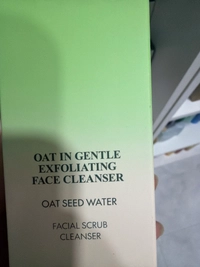 OAT IN GENTLE
EXFOLIATING
FACE CLEANSER
OAT SEED WATER
FACIAL SCRUB
CLEANSER